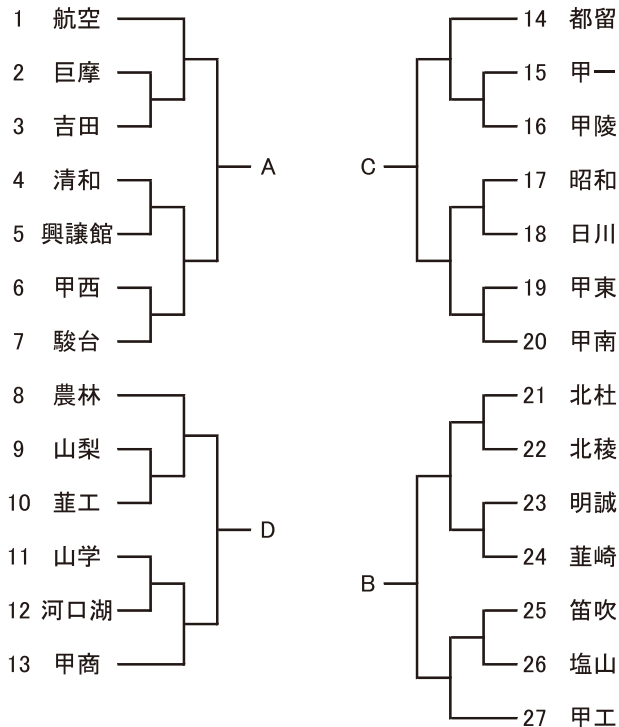 1 航空
2 巨摩
3 吉田
4 清和
5 興譲館
6 甲西
7 駿台
A
8 農林
9 山梨
10 韮工
11 山学
12 河口湖
13 甲商
D
14 都留
15 甲一
16 甲陵
17 昭和
18 日川
19 甲東
20 甲南
C
21 北杜
22 北稜
23 明誠
24 韮崎
25 笛吹
26 塩山
27 甲工
B